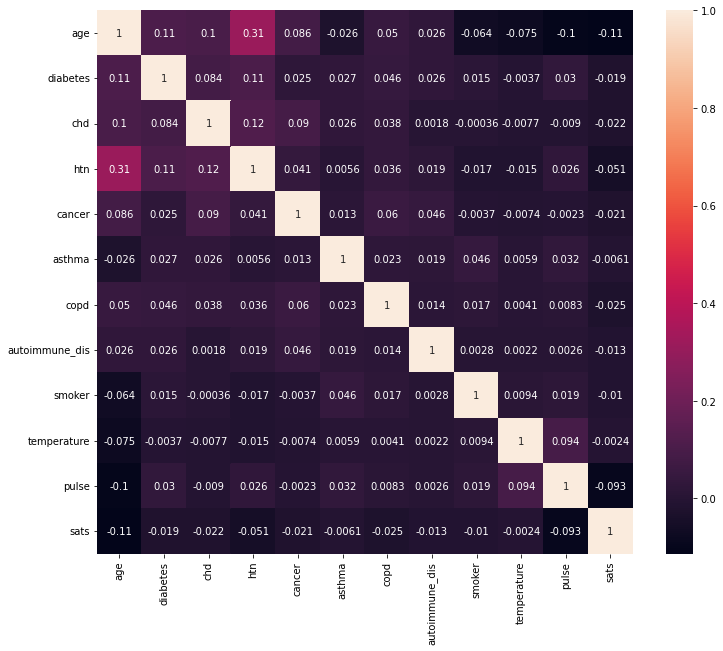 age 1 0.11 0.1 0.31 0.086 -0.026 0.05 0.026 -0.064 -0.075 -0.1 -0.11
diabetes 0.11 1 0.084 0.11 0.025 0.027 0.046 0.026 0.015 -0.0037 0.03 -0.019
chd 0.1 0.084 1 0.12 0.09 0.026 0.038 0.0018 -0.00036 -0.0077 -0.009 -0.022
htn 0.31 0.11 0.12 1 0.041 0.0056 0.036 0.019 -0.017 -0.015 0.026 -0.051
cancer 0.086 0.025 0.09 0.041 1 0.013 0.06 0.046 -0.0037 -0.0074 -0.0023 -0.021
asthma -0.026 0.027 0.026 0.0056 0.013 1 0.023 0.019 0.046 0.0059 0.032 -0.0061
copd 0.05 0.046 0.038 0.036 0.06 0.023 1 0.014 0.017 0.0041 0.0083 -0.025
autoimmune_dis 0.026 0.026 0.0018 0.019 0.046 0.019 0.014 1 0.0028 0.0022 0.0026 -0.013
smoker -0.064 0.015 -0.00036 -0.017 -0.0037 0.046 0.017 0.0028 1 0.0094 0.019 -0.01
temperature -0.075 -0.0037 -0.0077 -0.015 -0.0074 0.0059 0.0041 0.0022 0.0094 1 0.094 -0.0024
pulse -0.1 0.03 -0.009 0.026 -0.0023 0.032 0.0083 0.0026 0.019 0.094 1 -0.093
sats -0.11 -0.019 -0.022 -0.051 -0.021 -0.0061 -0.025 -0.013 -0.01 -0.0024 -0.093 1
age diabetes chd htn cancer asthma copd autoimmune_dis smoker temperature pulse sats
1.0
0.8
0.6
0.4
0.2
0.0